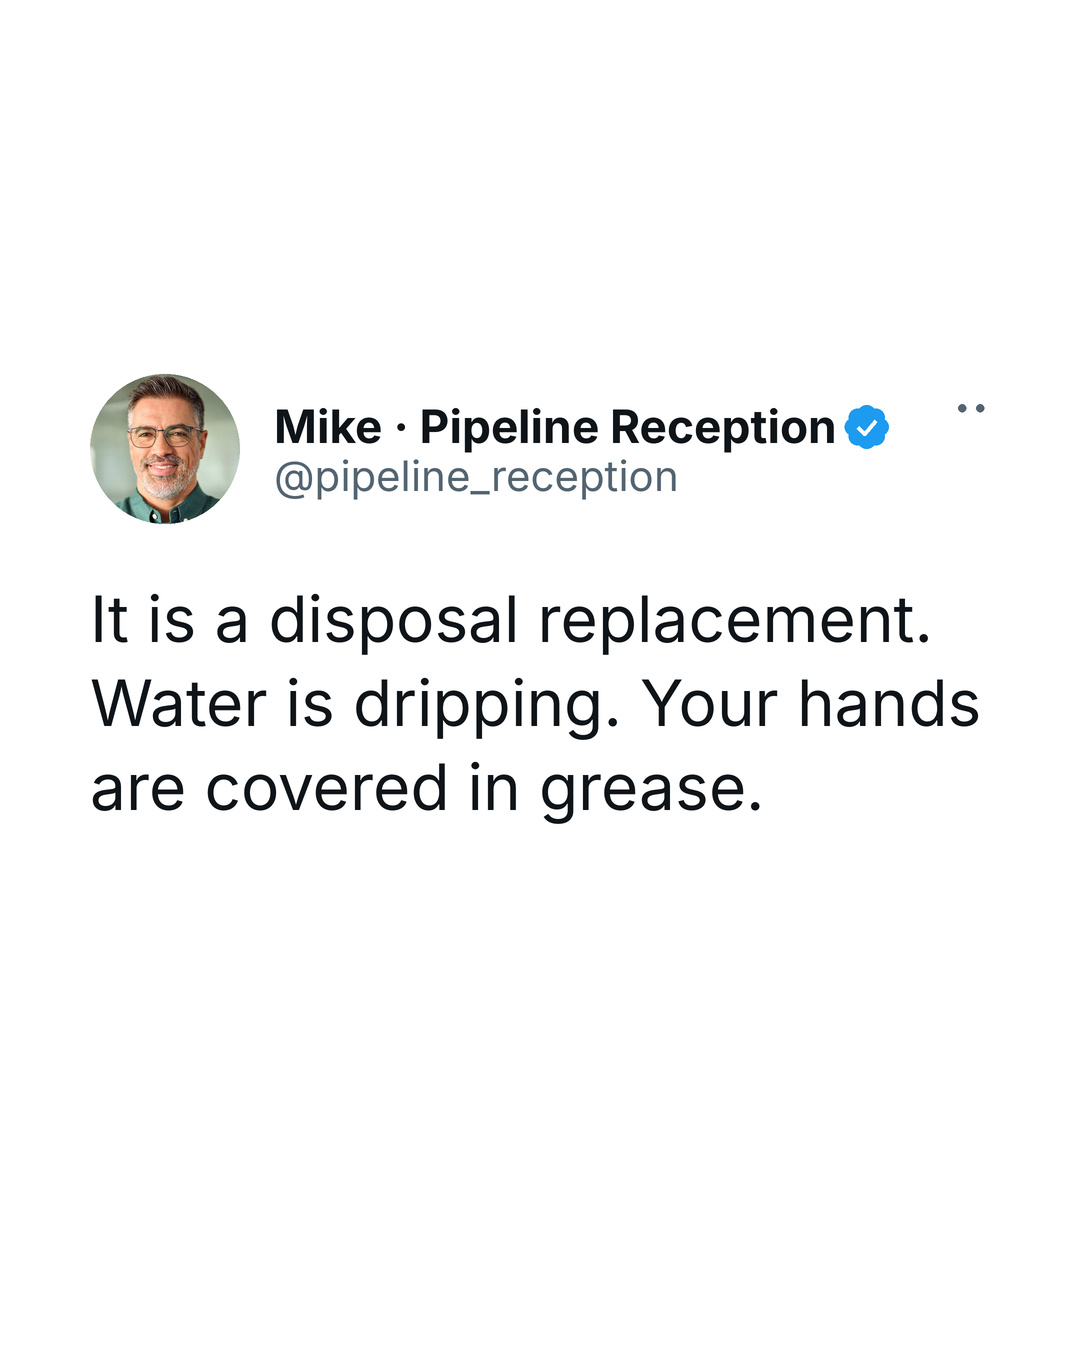 Mike · Pipeline Reception
@pipeline_reception
It is a disposal replacement.
Water is dripping. Your hands
are covered in grease.